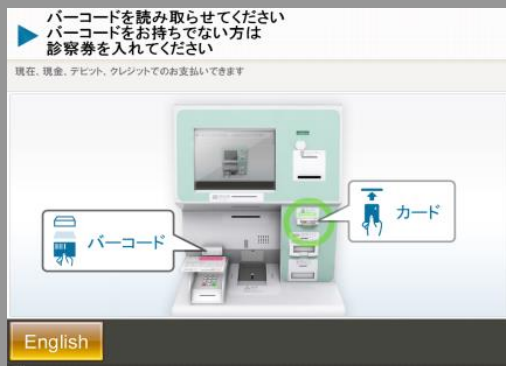 バーコードを読み取らせてください
バーコードをお持ちでない方は
診察券を入れてください
現在、現金、デビット、クレジットでのお支払いできます
バーコード
カード
English